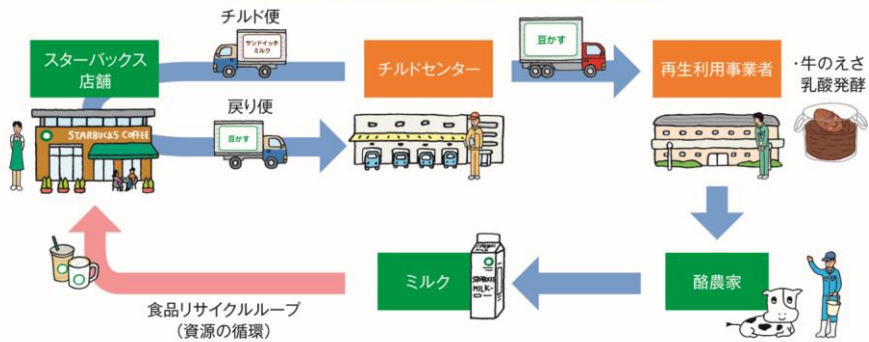 スターバックス
店舗
STARBUCKS COFFEE
チルド便
サンドイッチ
ミルク
戻り便
豆かす
チルドセンター
豆かす
再生利用事業者
・牛のえさ
乳酸発酵
酪農家
ミルク
STARBUCKS
MILK
食品リサイクルループ
(資源の循環)